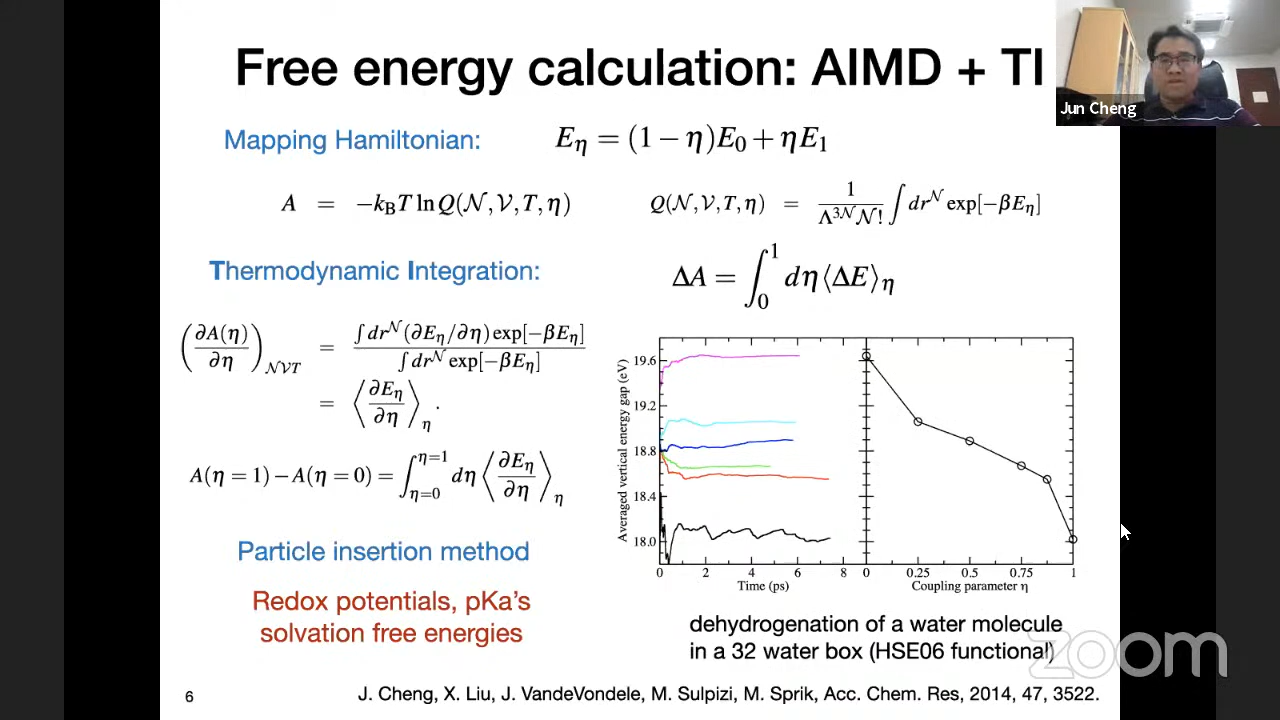 Free energy calculation: AIMD + TI
Jun Cheng
Mapping Hamiltonian:
E_η = (1 − η)E_0 + ηE_1
A = −k_B T ln Q(𝒩, 𝒱, T, η)
Q(𝒩, 𝒱, T, η) = 1/(Λ^{3𝒩} 𝒩!) ∫ dr^𝒩 exp[−βE_η]
Thermodynamic Integration:
ΔA = ∫_0^1 dη ⟨ΔE⟩_η
(∂A(η)/∂η)_{𝒩𝒱T} = ∫ dr^𝒩 (∂E_η/∂η) exp[−βE_η] / ∫ dr^𝒩 exp[−βE_η]
= ⟨∂E_η/∂η⟩_η .
A(η = 1) − A(η = 0) = ∫_{η=0}^{η=1} dη ⟨∂E_η/∂η⟩_η
Particle insertion method
Redox potentials, pKa's
solvation free energies
Averaged vertical energy gap (eV)
19.6
19.2
18.8
18.4
18.0
0 2 4 6 8
Time (ps)
0 0.25 0.5 0.75 1
Coupling parameter η
dehydrogenation of a water molecule
in a 32 water box (HSE06 functional)
zoom
6
J. Cheng, X. Liu, J. VandeVondele, M. Sulpizi, M. Sprik, Acc. Chem. Res, 2014, 47, 3522.